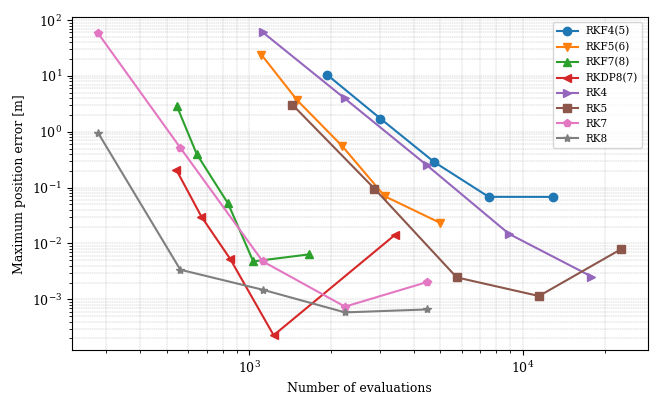 Maximum position error [m]
10²
10¹
10⁰
10⁻¹
10⁻²
10⁻³
10³
10⁴
Number of evaluations
RKF4(5)
RKF5(6)
RKF7(8)
RKDP8(7)
RK4
RK5
RK7
RK8